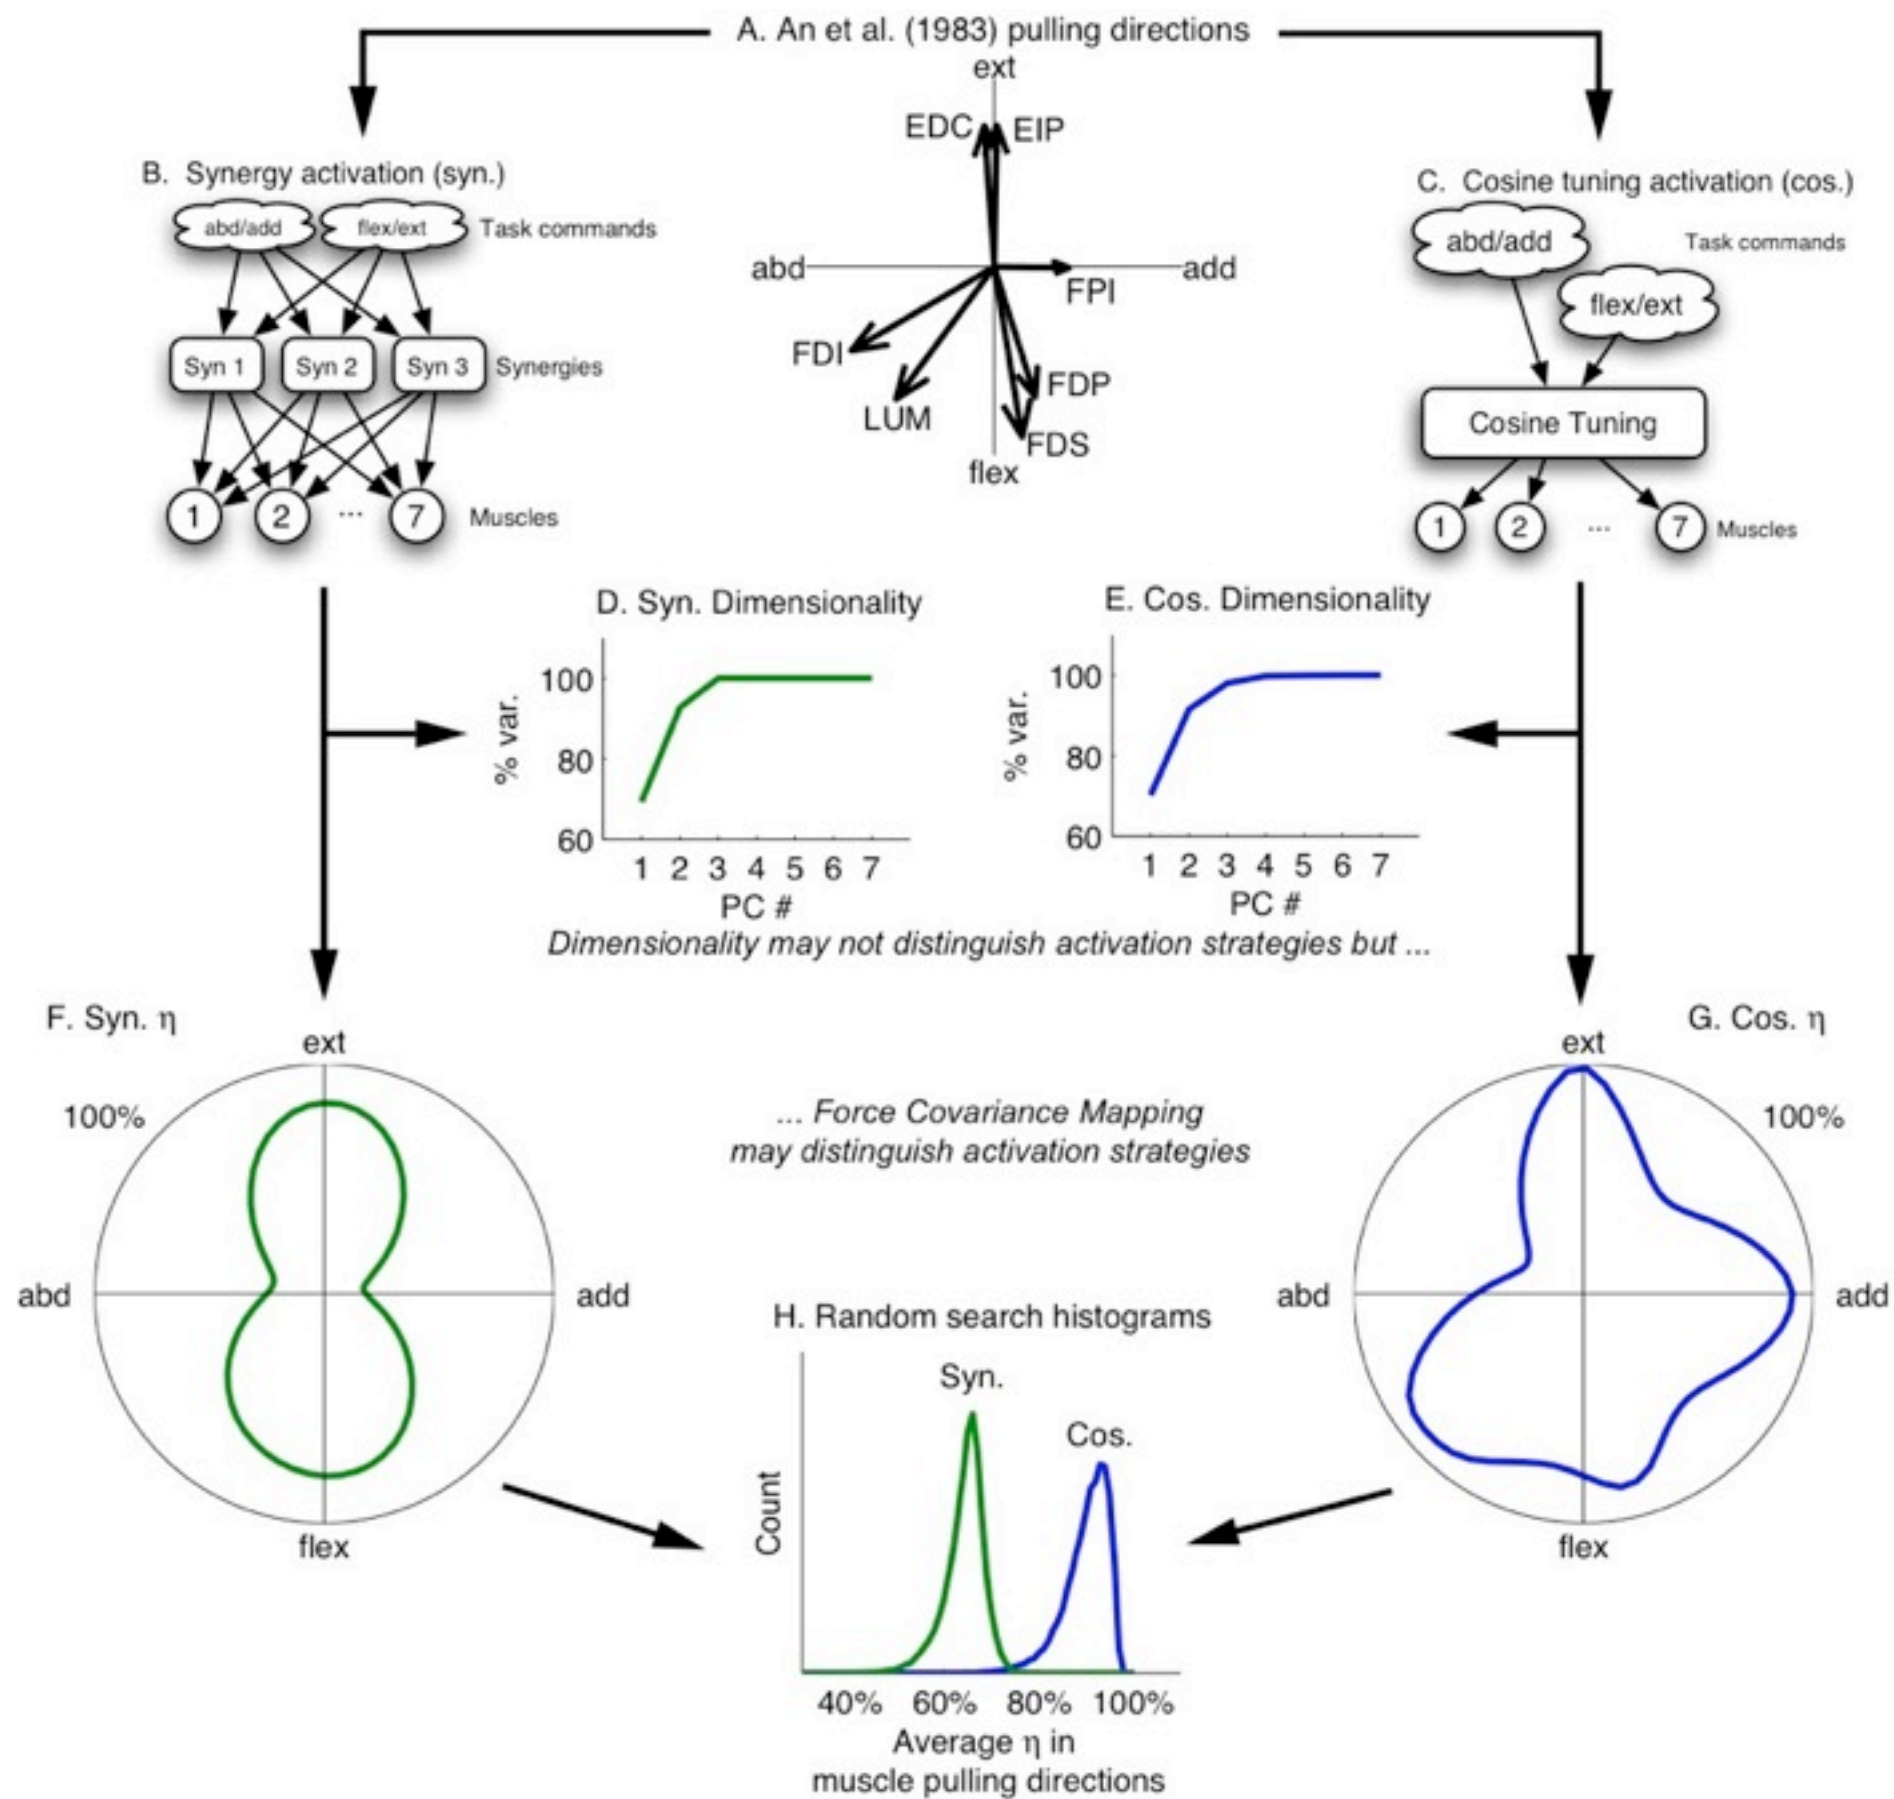 A. An et al. (1983) pulling directions
ext
EDC EIP
abd add
FPI
FDI
FDP
LUM
FDS
flex
B. Synergy activation (syn.)
abd/add flex/ext Task commands
Syn 1 Syn 2 Syn 3 Synergies
1 2 ... 7 Muscles
C. Cosine tuning activation (cos.)
abd/add Task commands
flex/ext
Cosine Tuning
1 2 ... 7 Muscles
D. Syn. Dimensionality
% var.
100
80
60
1 2 3 4 5 6 7
PC #
E. Cos. Dimensionality
% var.
100
80
60
1 2 3 4 5 6 7
PC #
Dimensionality may not distinguish activation strategies but ...
F. Syn. η
ext
100%
abd add
flex
... Force Covariance Mapping
may distinguish activation strategies
G. Cos. η
ext
100%
abd add
flex
H. Random search histograms
Syn.
Cos.
Count
40% 60% 80% 100%
Average η in
muscle pulling directions